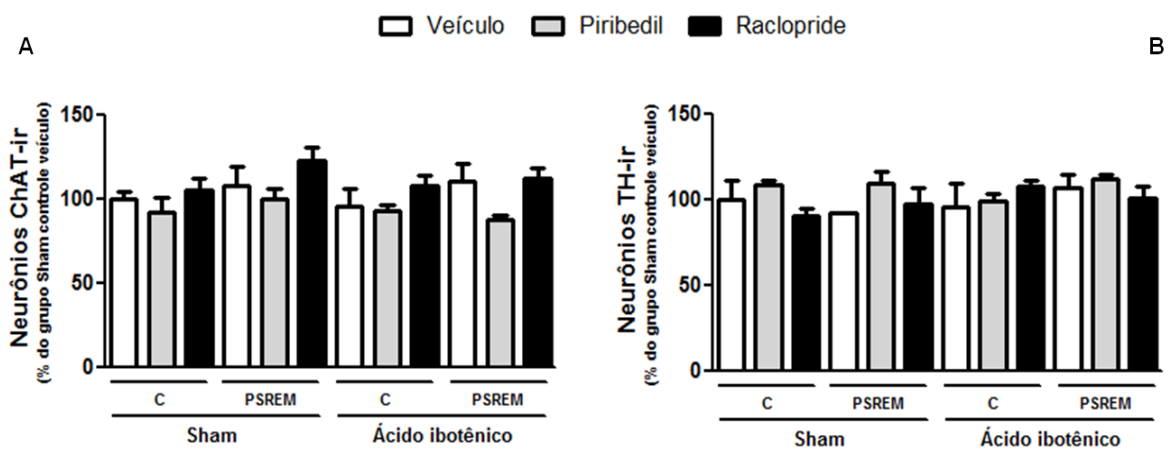 Veículo Piribedil Raclopride
A
B
Neurônios ChAT-ir
(% do grupo Sham controle veículo)
150
100
50
0
C PSREM C PSREM
Sham Ácido ibotênico
Neurônios TH-ir
(% do grupo Sham controle veículo)
150
100
50
0
C PSREM C PSREM
Sham Ácido ibotênico